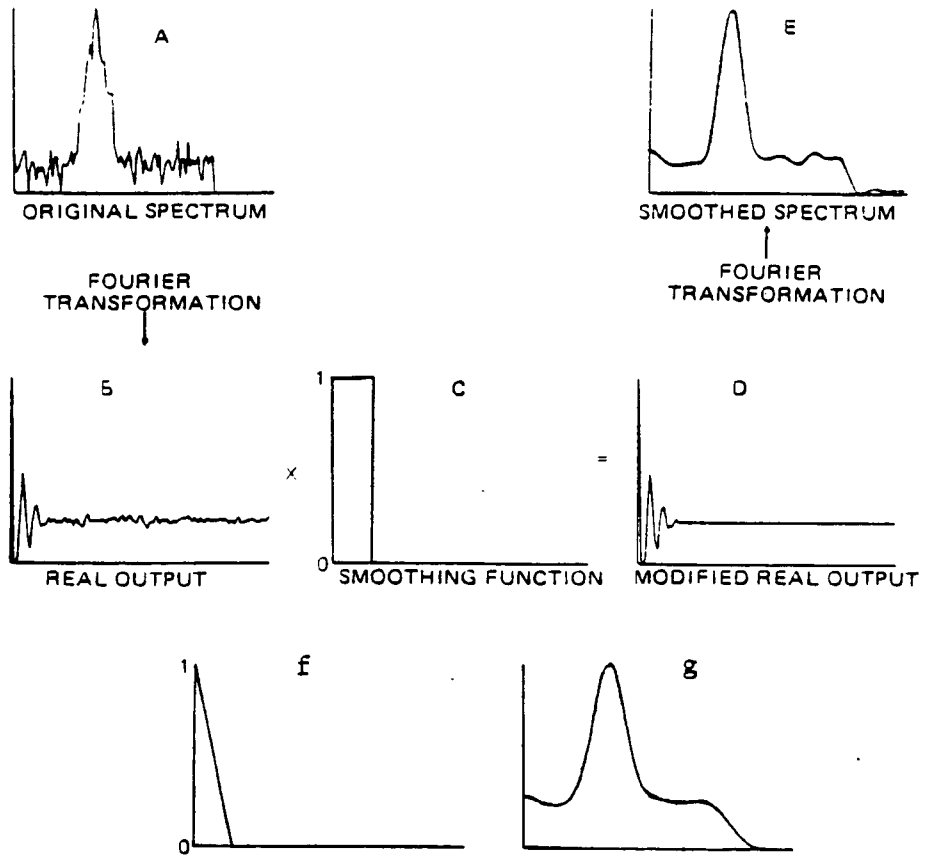 A
E
ORIGINAL SPECTRUM
SMOOTHED SPECTRUM
FOURIER
TRANSFORMATION
FOURIER
TRANSFORMATION
B
1
C
D
×
=
0
REAL OUTPUT
SMOOTHING FUNCTION
MODIFIED REAL OUTPUT
1
f
g
0